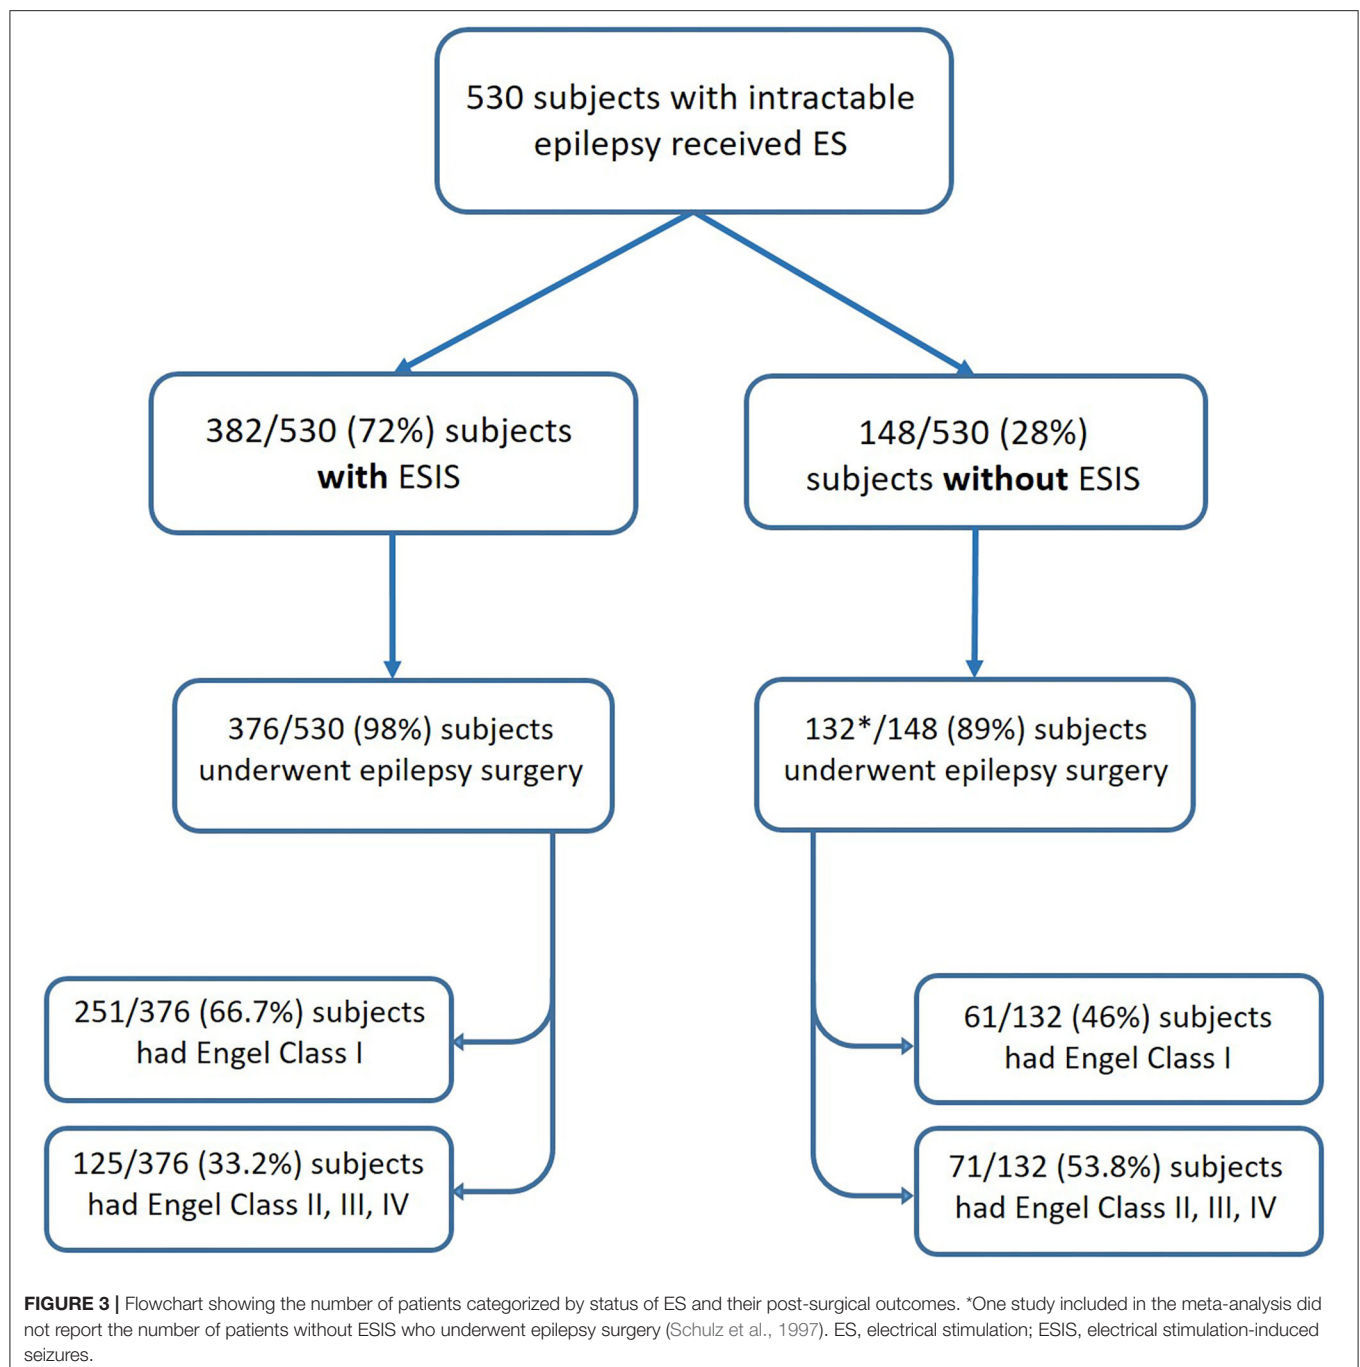 530 subjects with intractable
epilepsy received ES
382/530 (72%) subjects
with ESIS
148/530 (28%)
subjects without ESIS
376/530 (98%) subjects
underwent epilepsy surgery
132*/148 (89%) subjects
underwent epilepsy surgery
251/376 (66.7%) subjects
had Engel Class I
125/376 (33.2%) subjects
had Engel Class II, III, IV
61/132 (46%) subjects
had Engel Class I
71/132 (53.8%) subjects
had Engel Class II, III, IV
FIGURE 3 | Flowchart showing the number of patients categorized by status of ES and their post-surgical outcomes. *One study included in the meta-analysis did
not report the number of patients without ESIS who underwent epilepsy surgery (Schulz et al., 1997). ES, electrical stimulation; ESIS, electrical stimulation-induced
seizures.